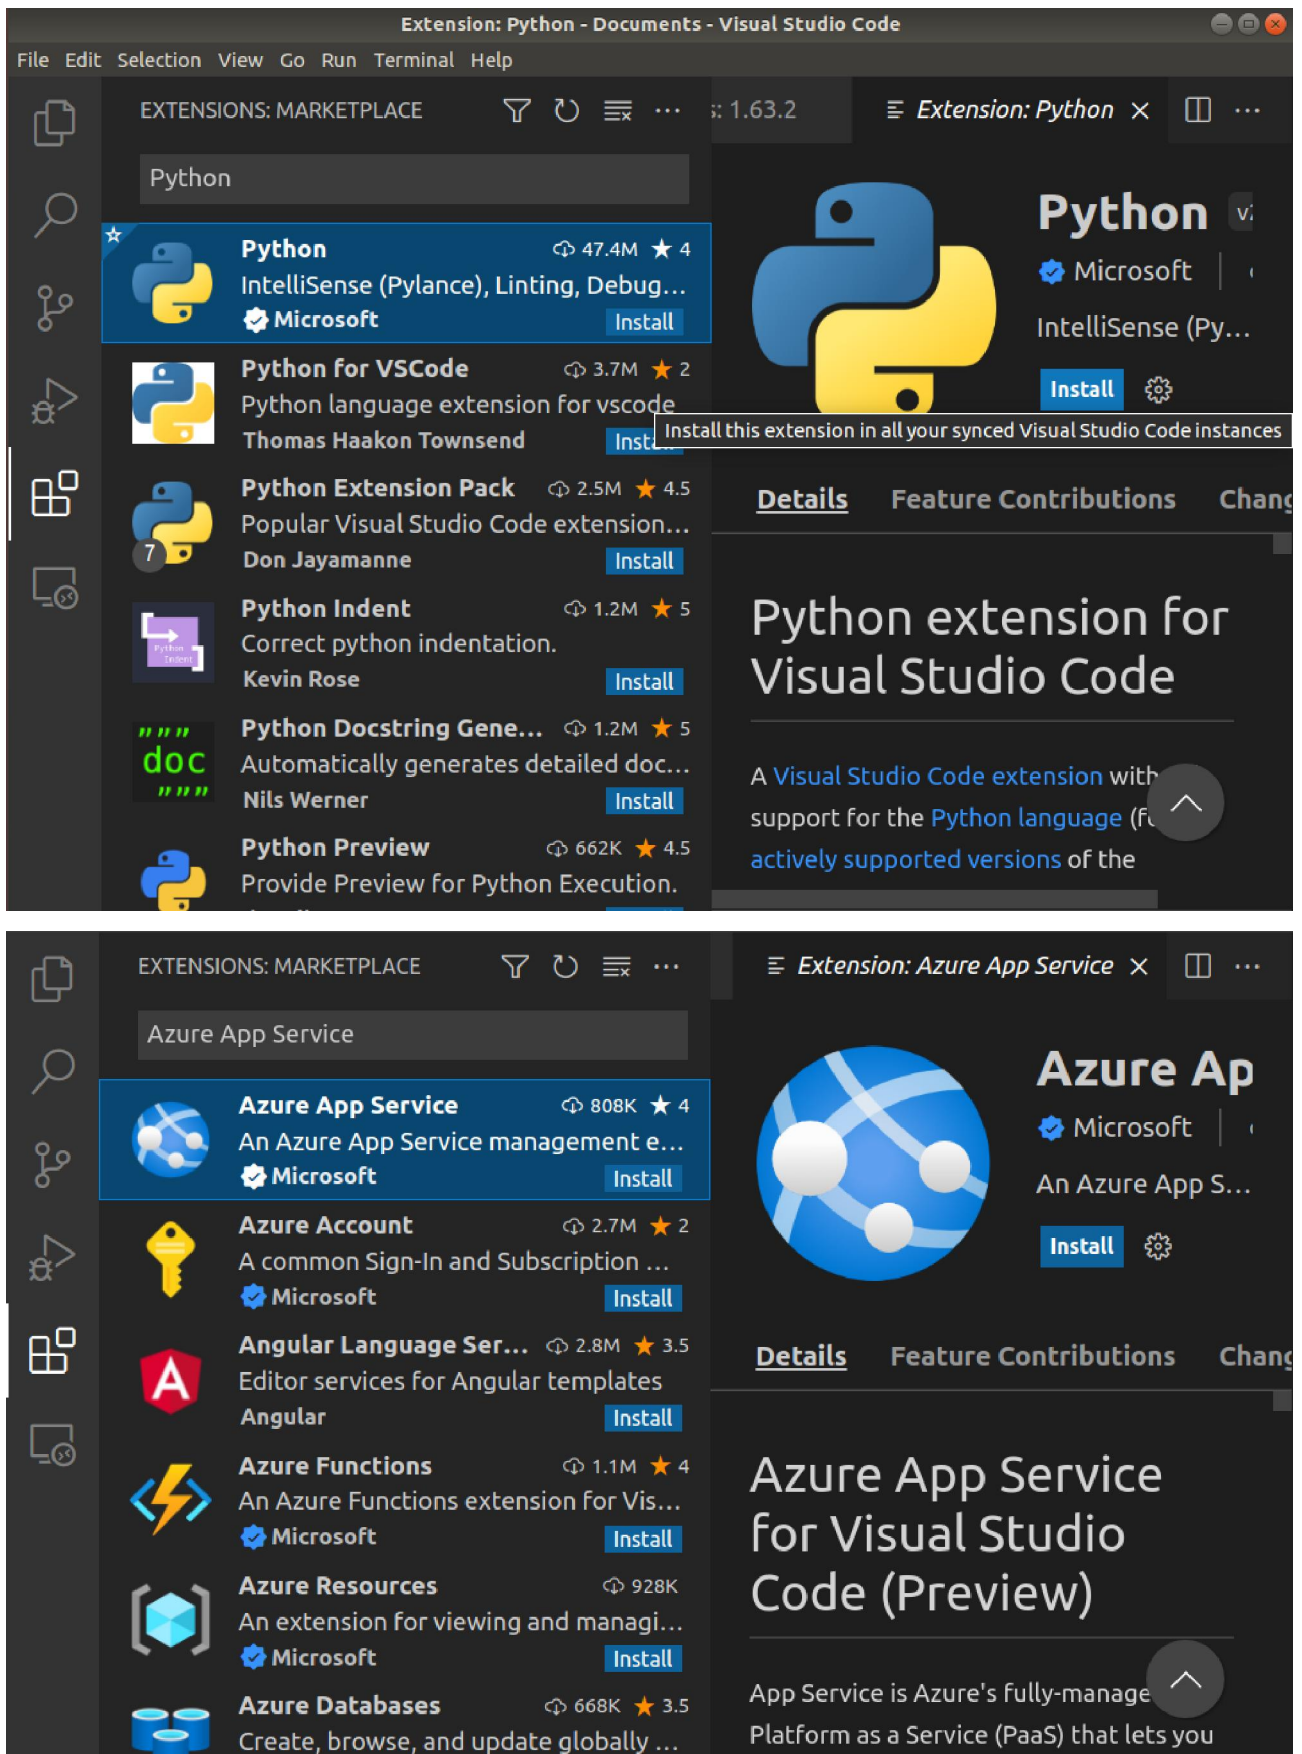 Extension: Python - Documents - Visual Studio Code
File Edit Selection View Go Run Terminal Help
EXTENSIONS: MARKETPLACE
s: 1.63.2
Extension: Python
Python
Python 47.4M 4
IntelliSense (Pylance), Linting, Debug...
Microsoft Install
Python for VSCode 3.7M 2
Python language extension for vscode
Thomas Haakon Townsend
Python Extension Pack 2.5M 4.5
Popular Visual Studio Code extension...
7
Don Jayamanne Install
Python Indent 1.2M 5
Correct python indentation.
Python
Indent
Kevin Rose Install
Python Docstring Gene... 1.2M 5
"""
doc
"""
Automatically generates detailed doc...
Nils Werner Install
Python Preview 662K 4.5
Provide Preview for Python Execution.
Python
Microsoft
IntelliSense (Py...
Install
Install this extension in all your synced Visual Studio Code instances
Details Feature Contributions Chang
Python extension for
Visual Studio Code
A Visual Studio Code extension with
support for the Python language (f
actively supported versions of the
EXTENSIONS: MARKETPLACE
Extension: Azure App Service
Azure App Service
Azure App Service 808K 4
An Azure App Service management e...
Microsoft Install
Azure Account 2.7M 2
A common Sign-In and Subscription ...
Microsoft Install
Angular Language Ser... 2.8M 3.5
A
Editor services for Angular templates
Angular Install
Azure Functions 1.1M 4
An Azure Functions extension for Vis...
Microsoft Install
Azure Resources 928K
An extension for viewing and managi...
Microsoft Install
Azure Databases 668K 3.5
Create, browse, and update globally ...
Azure Ap
Microsoft
An Azure App S...
Install
Details Feature Contributions Chang
Azure App Service
for Visual Studio
Code (Preview)
App Service is Azure's fully-manage
Platform as a Service (PaaS) that lets you